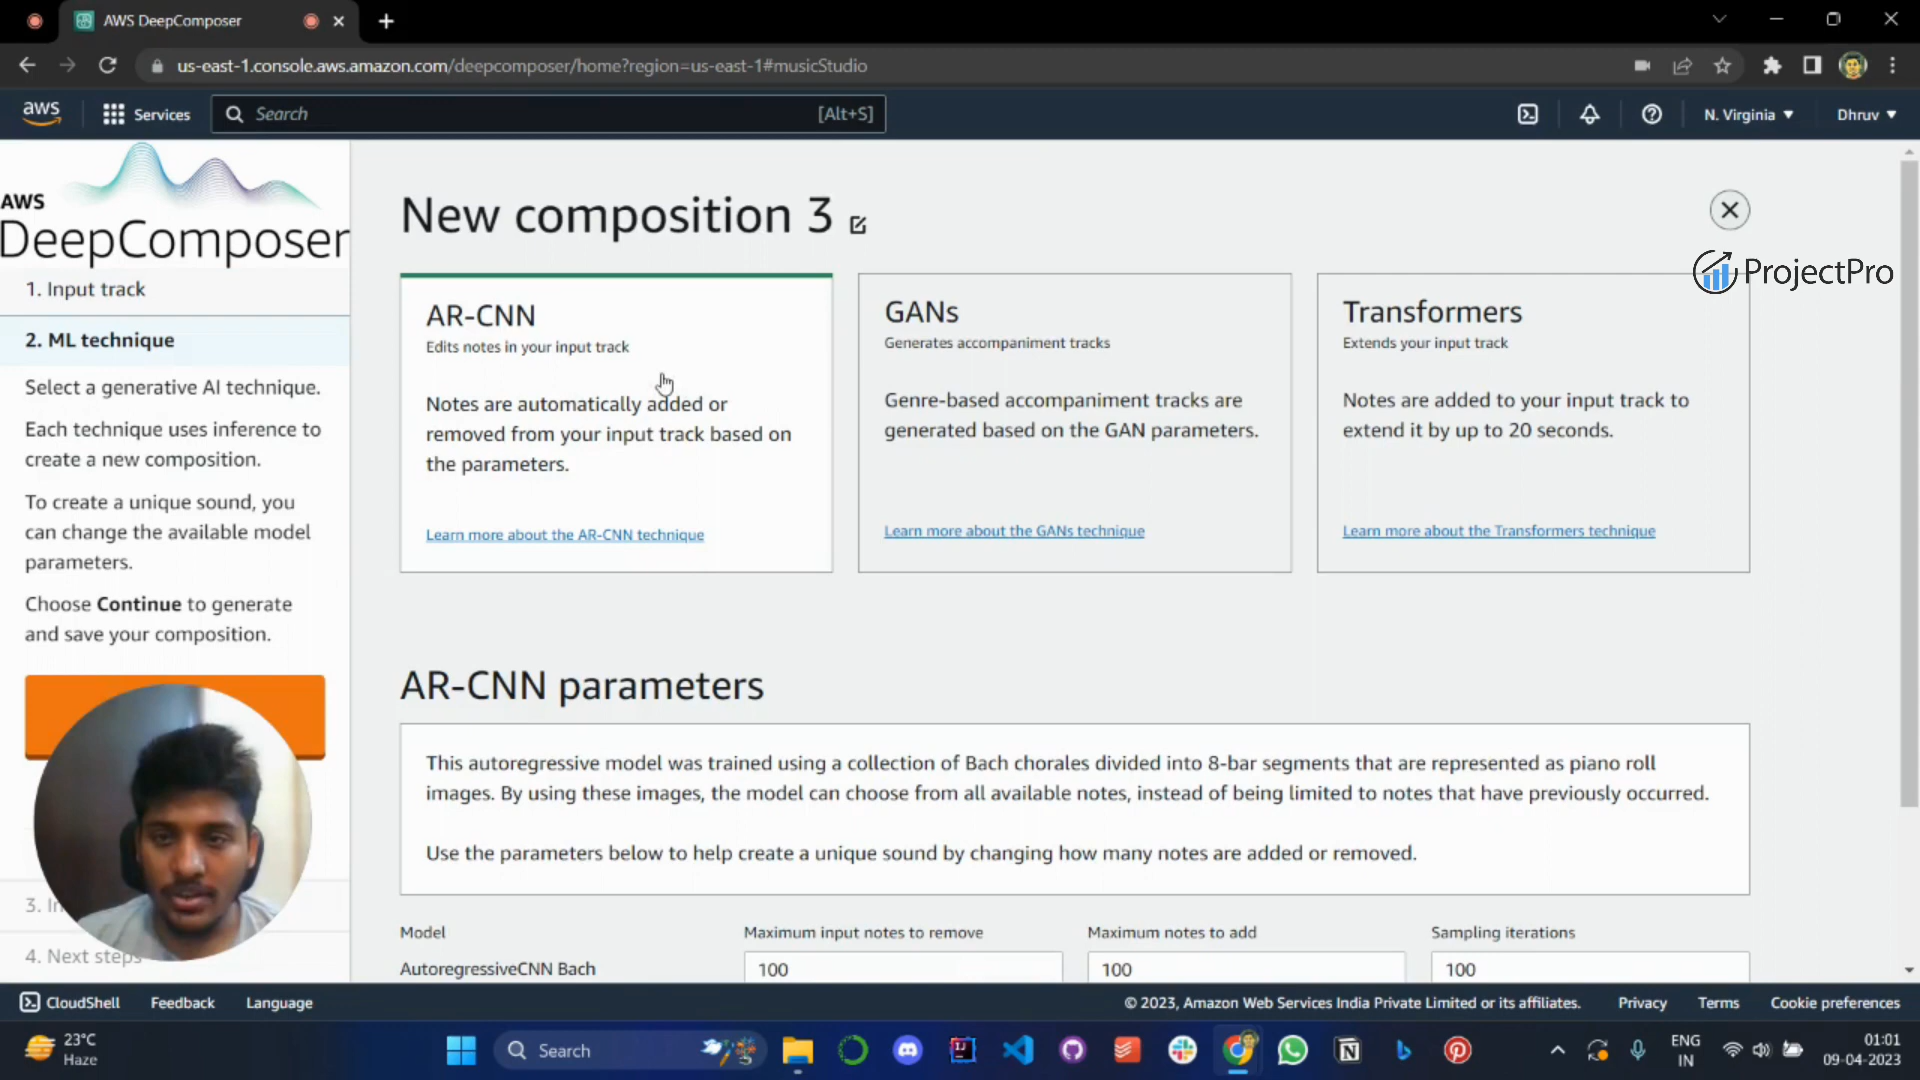 AWS DeepComposer
us-east-1.console.aws.amazon.com/deepcomposer/home?region=us-east-1#musicStudio
aws Services Search [Alt+S] N. Virginia Dhruv
AWS
DeepComposer
1. Input track
2. ML technique
Select a generative AI technique.
Each technique uses inference to
create a new composition.
To create a unique sound, you
can change the available model
parameters.
Choose Continue to generate
and save your composition.
4. Next steps
New composition 3
ProjectPro
AR-CNN
Edits notes in your input track
Notes are automatically added or
removed from your input track based on
the parameters.
Learn more about the AR-CNN technique
GANs
Generates accompaniment tracks
Genre-based accompaniment tracks are
generated based on the GAN parameters.
Learn more about the GANs technique
Transformers
Extends your input track
Notes are added to your input track to
extend it by up to 20 seconds.
Learn more about the Transformers technique
AR-CNN parameters
This autoregressive model was trained using a collection of Bach chorales divided into 8-bar segments that are represented as piano roll
images. By using these images, the model can choose from all available notes, instead of being limited to notes that have previously occurred.
Use the parameters below to help create a unique sound by changing how many notes are added or removed.
Model Maximum input notes to remove Maximum notes to add Sampling iterations
AutoregressiveCNN Bach 100 100 100
CloudShell Feedback Language © 2023, Amazon Web Services India Private Limited or its affiliates. Privacy Terms Cookie preferences
23°C
Haze
Search
ENG
IN
01:01
09-04-2023